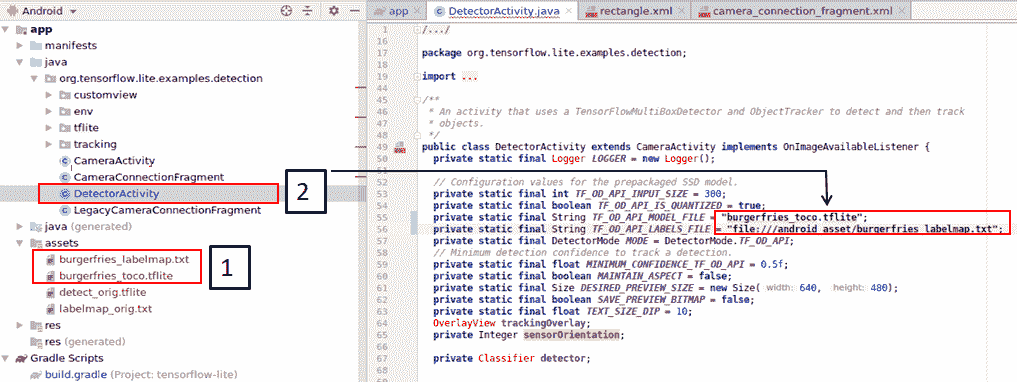 Android
app
manifests
java
org.tensorflow.lite.examples.detection
customview
env
tflite
tracking
CameraActivity
CameraConnectionFragment
DetectorActivity
LegacyCameraConnectionFragment
java (generated)
assets
burgerfries_labelmap.txt
burgerfries_toco.tflite
detect_orig.tflite
labelmap_orig.txt
res
res (generated)
Gradle Scripts
build.gradle (Project: tensorflow-lite)
1
2
app
DetectorActivity.java
rectangle.xml
camera_connection_fragment.xml
1 /.../
16
17 package org.tensorflow.lite.examples.detection;
18
19 import ...
44
45 /**
46 * An activity that uses a TensorFlowMultiBoxDetector and ObjectTracker to detect and then track
47 * objects.
48 */
49 public class DetectorActivity extends CameraActivity implements OnImageAvailableListener {
50 private static final Logger LOGGER = new Logger();
51
52 // Configuration values for the prepackaged SSD model.
53 private static final int TF_OD_API_INPUT_SIZE = 300;
54 private static final boolean TF_OD_API_IS_QUANTIZED = true;
55 private static final String TF_OD_API_MODEL_FILE = "burgerfries_toco.tflite";
56 private static final String TF_OD_API_LABELS_FILE = "file:///android_asset/burgerfries_labelmap.txt";
57 private static final DetectorMode MODE = DetectorMode.TF_OD_API;
58 // Minimum detection confidence to track a detection.
59 private static final float MINIMUM_CONFIDENCE_TF_OD_API = 0.5f;
60 private static final boolean MAINTAIN_ASPECT = false;
61 private static final Size DESIRED_PREVIEW_SIZE = new Size( width: 640, height: 480);
62 private static final boolean SAVE_PREVIEW_BITMAP = false;
63 private static final float TEXT_SIZE_DIP = 10;
64 OverlayView trackingOverlay;
65 private Integer sensorOrientation;
66
67 private Classifier detector;
68